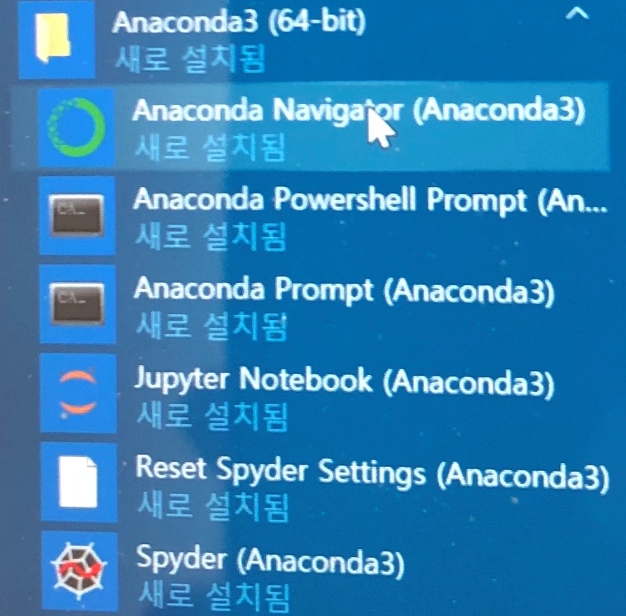 Anaconda3 (64-bit)
새로 설치됨
Anaconda Navigator (Anaconda3)
새로 설치됨
Anaconda Powershell Prompt (An...
새로 설치됨
Anaconda Prompt (Anaconda3)
새로 설치됨
Jupyter Notebook (Anaconda3)
새로 설치됨
Reset Spyder Settings (Anaconda3)
새로 설치됨
Spyder (Anaconda3)
새로 설치됨